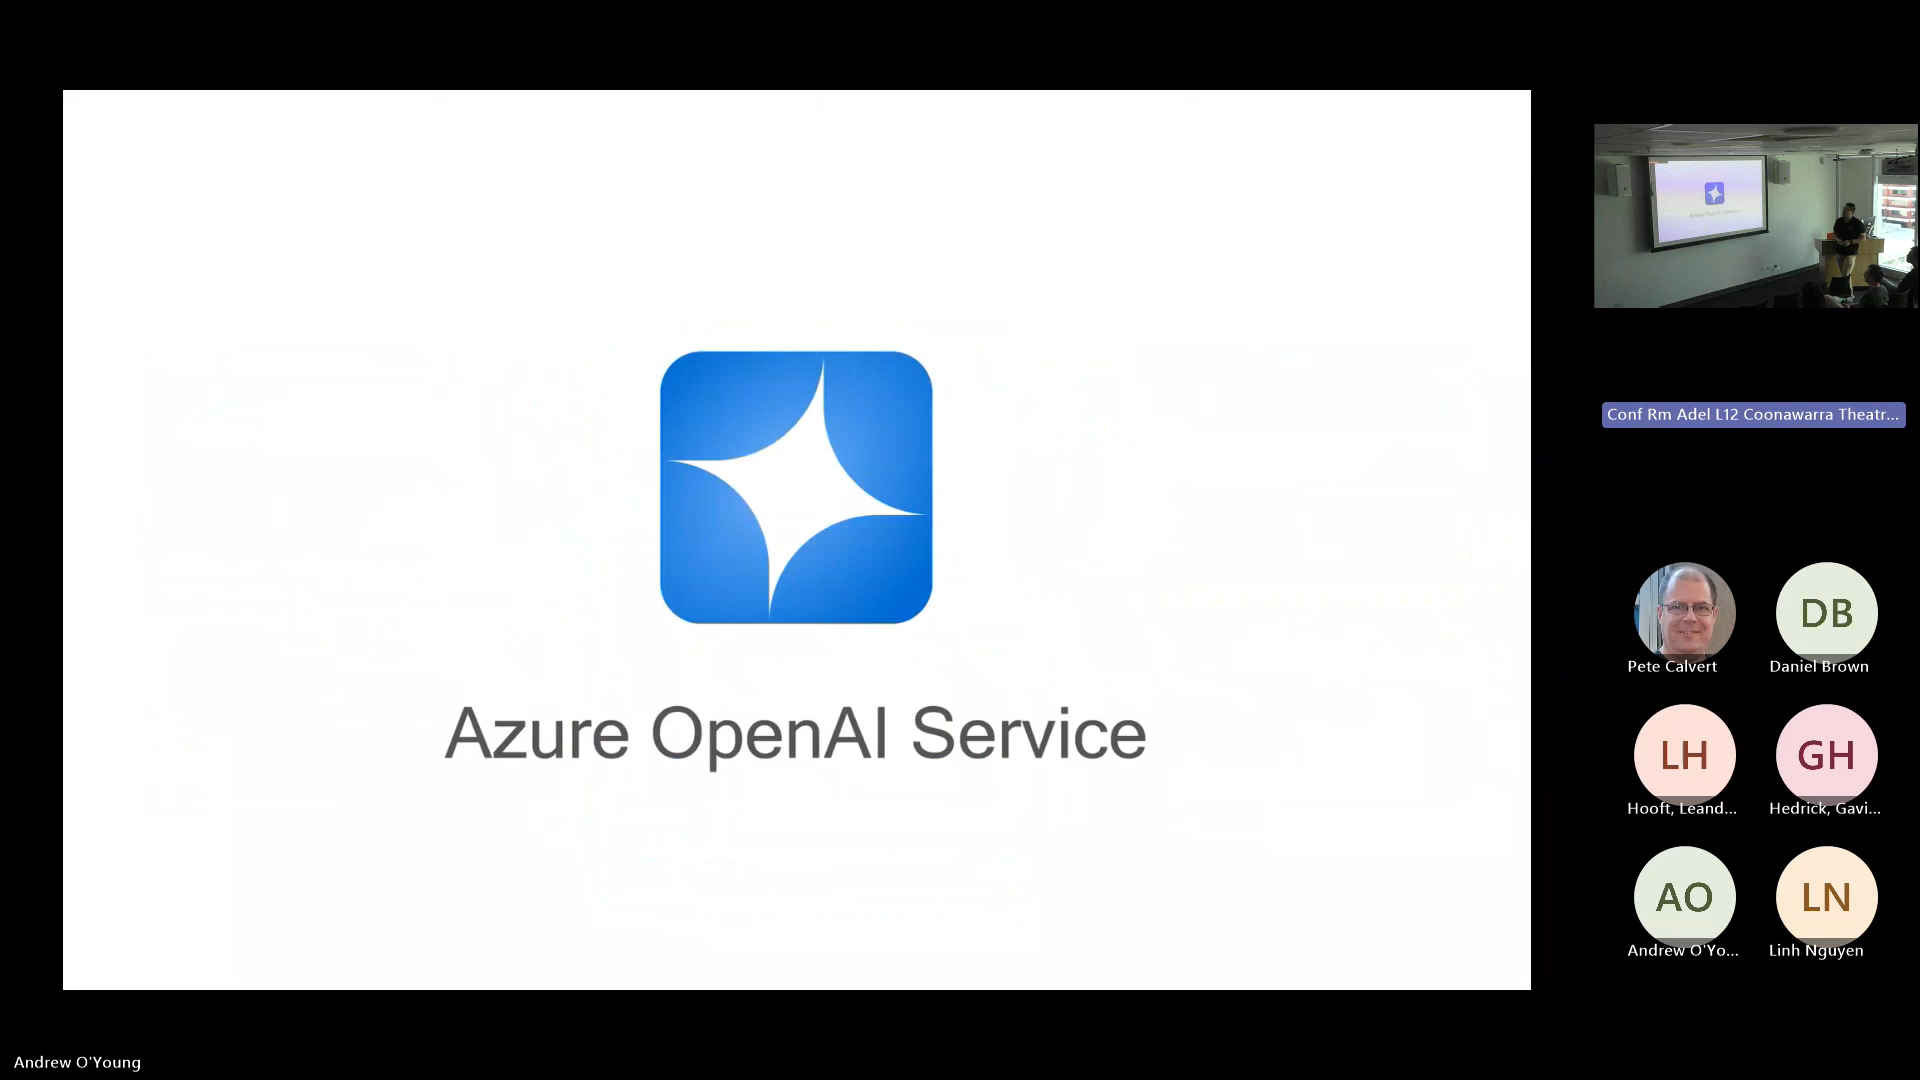 Azure OpenAI Service
Conf Rm Adel L12 Coonawarra Theatr...
DB
Pete Calvert
Daniel Brown
LH
GH
Hooft, Leand...
Hedrick, Gavi...
AO
LN
Andrew O'Yo...
Linh Nguyen
Andrew O'Young